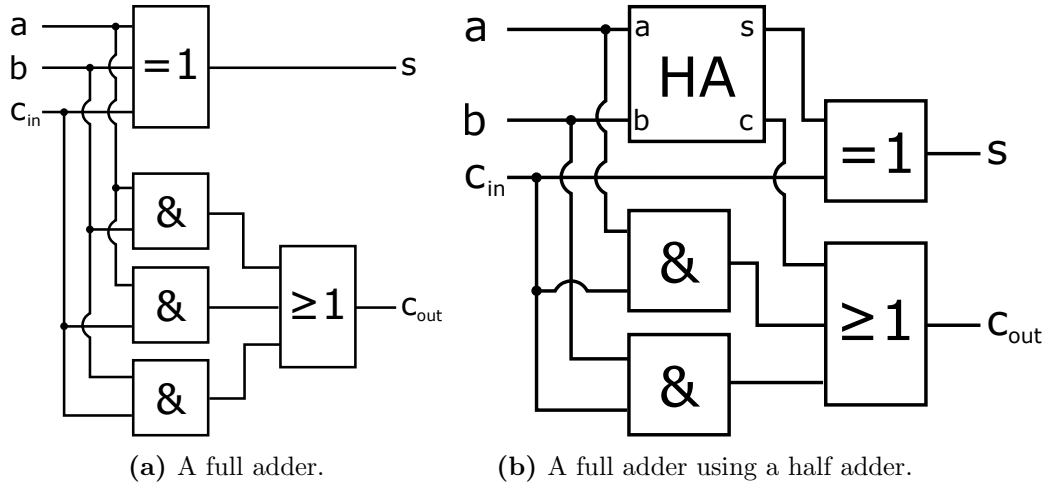 a
b
c_in
=1
s
&
&
&
≥1
c_out
a
b
c_in
a
s
HA
b
c
=1
s
&
&
≥1
c_out
(a) A full adder.
(b) A full adder using a half adder.